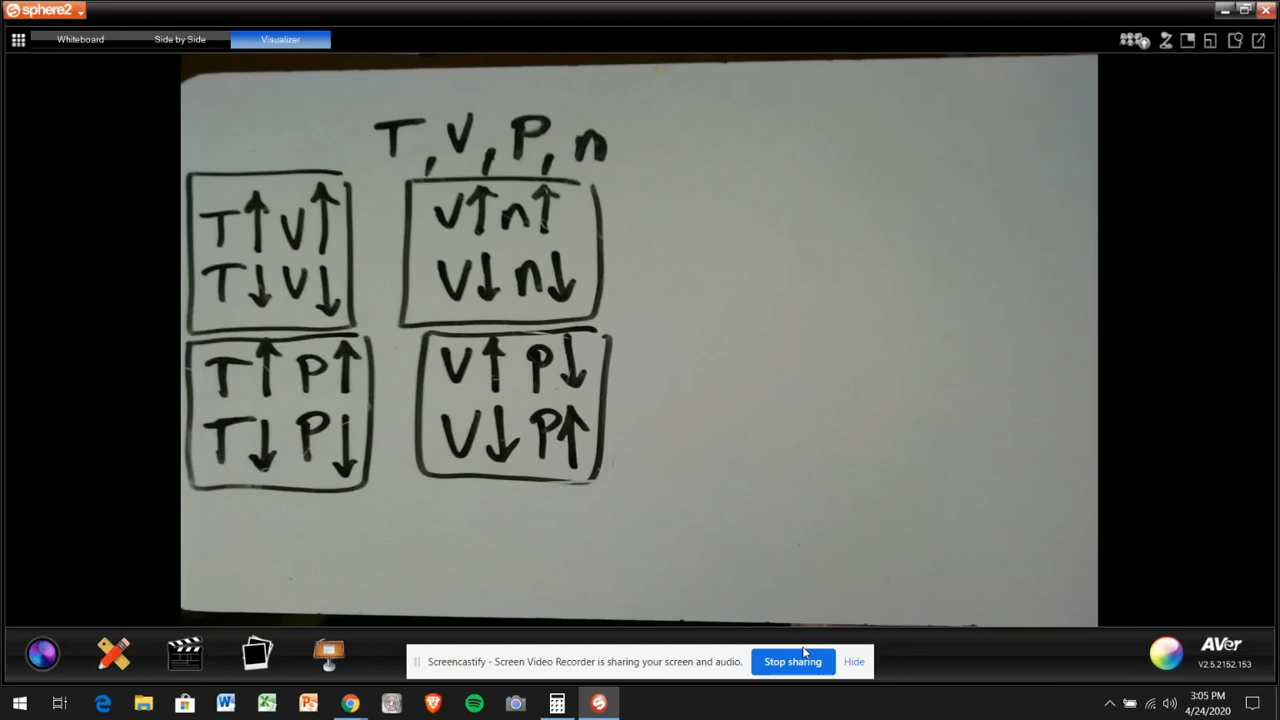 sphere2
Whiteboard
Side by Side
Visualizer
T, V, P, n
T↑ V↑
T↓ V↓
V↑ n↑
V↓ n↓
T↑ P↑
T↓ P↓
V↑ P↓
V↓ P↑
Screencastify - Screen Video Recorder is sharing your screen and audio.
Stop sharing
Hide
AVer
V2.5.2152.153
3:05 PM
4/24/2020